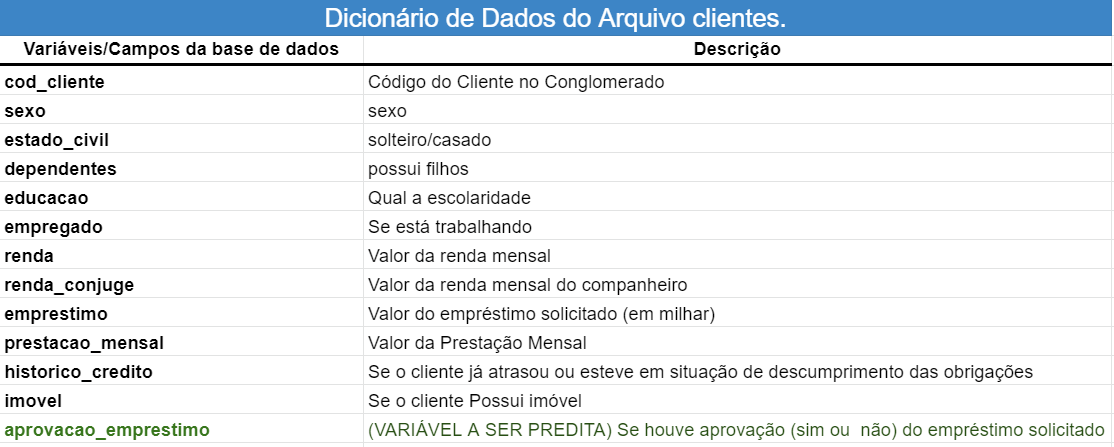 Dicionário de Dados do Arquivo clientes.
Variáveis/Campos da base de dados Descrição
cod_cliente Código do Cliente no Conglomerado
sexo sexo
estado_civil solteiro/casado
dependentes possui filhos
educacao Qual a escolaridade
empregado Se está trabalhando
renda Valor da renda mensal
renda_conjuge Valor da renda mensal do companheiro
emprestimo Valor do empréstimo solicitado (em milhar)
prestacao_mensal Valor da Prestação Mensal
historico_credito Se o cliente já atrasou ou esteve em situação de descumprimento das obrigações
imovel Se o cliente Possui imóvel
aprovacao_emprestimo (VARIÁVEL A SER PREDITA) Se houve aprovação (sim ou não) do empréstimo solicitado